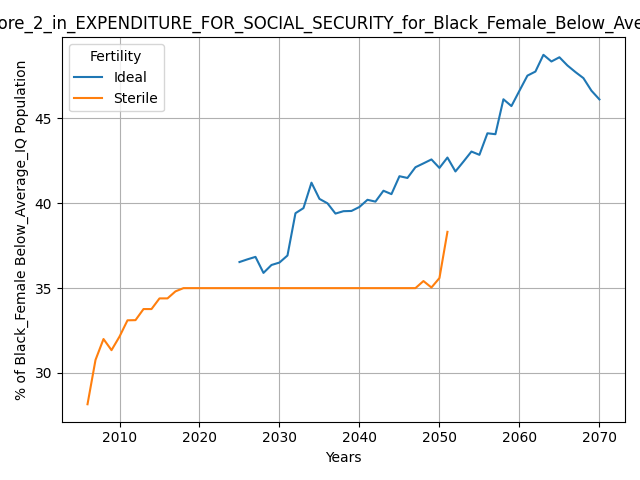 ore_2_in_EXPENDITURE_FOR_SOCIAL_SECURITY_for_Black_Female_Below_Ave
Fertility
Ideal
Sterile
% of Black_Female Below_Average_IQ Population
45
40
35
30
2010 2020 2030 2040 2050 2060 2070
Years